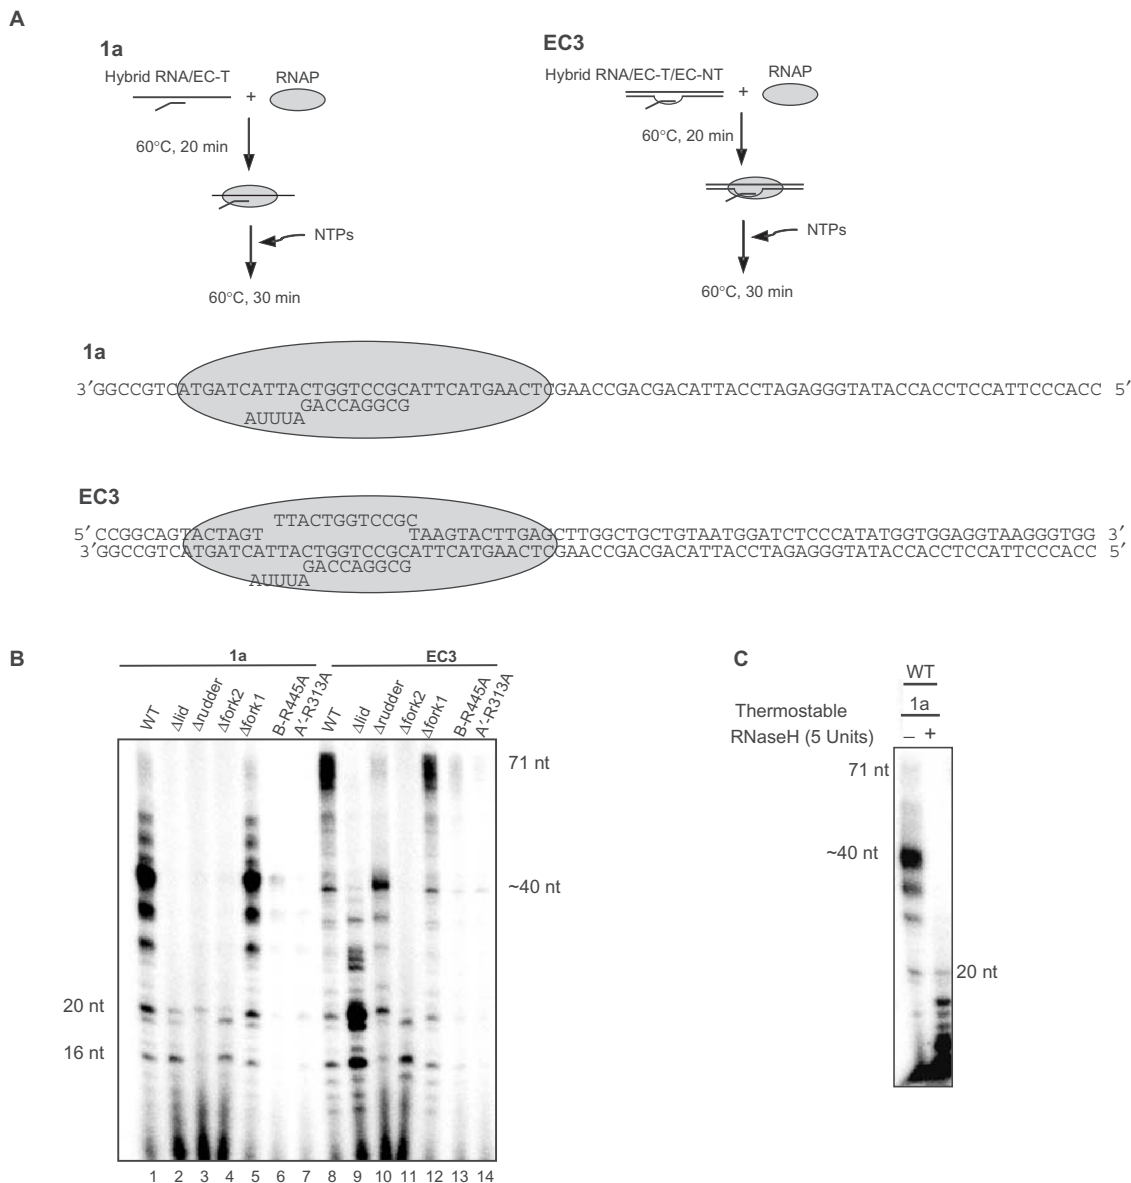 A
1a
Hybrid RNA/EC-T
+
RNAP
60°C, 20 min
NTPs
60°C, 30 min
EC3
Hybrid RNA/EC-T/EC-NT
+
RNAP
60°C, 20 min
NTPs
60°C, 30 min
1a
3′GGCCGTCATGATCATTACTGGTCCGCATTCATGAACTCGAACCGACGACATTACCTAGAGGGTATACCACCTCCATTCCCACC 5′
GACCAGGCG
AUUUA
EC3
TTACTGGTCCGC
5′CCGGCAGTACTAGT TAAGTACTTGAGCTTGGCTGCTGTAATGGATCTCCCATATGGTGGAGGTAAGGGTGG 3′
3′GGCCGTCATGATCATTACTGGTCCGCATTCATGAACTCGAACCGACGACATTACCTAGAGGGTATACCACCTCCATTCCCACC 5′
GACCAGGCG
AUUUA
B
1a EC3
WT Δlid Δrudder Δfork2 Δfork1 B-R445A A′-R313A WT Δlid Δrudder Δfork2 Δfork1 B-R445A A′-R313A
71 nt
~40 nt
20 nt
16 nt
1 2 3 4 5 6 7 8 9 10 11 12 13 14
C
WT
1a
Thermostable
RNaseH (5 Units) – +
71 nt
~40 nt
20 nt